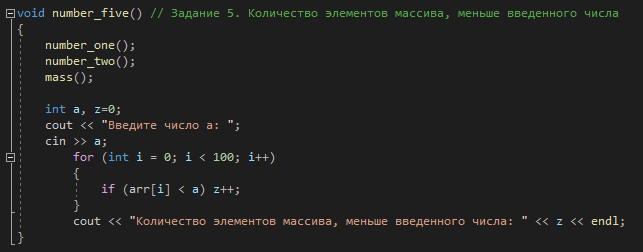 void number_five() // Задание 5. Количество элементов массива, меньше введенного числа
{
number_one();
number_two();
mass();
int a, z=0;
cout << "Введите число a: ";
cin >> a;
for (int i = 0; i < 100; i++)
{
if (arr[i] < a) z++;
}
cout << "Количество элементов массива, меньше введенного числа: " << z << endl;
}